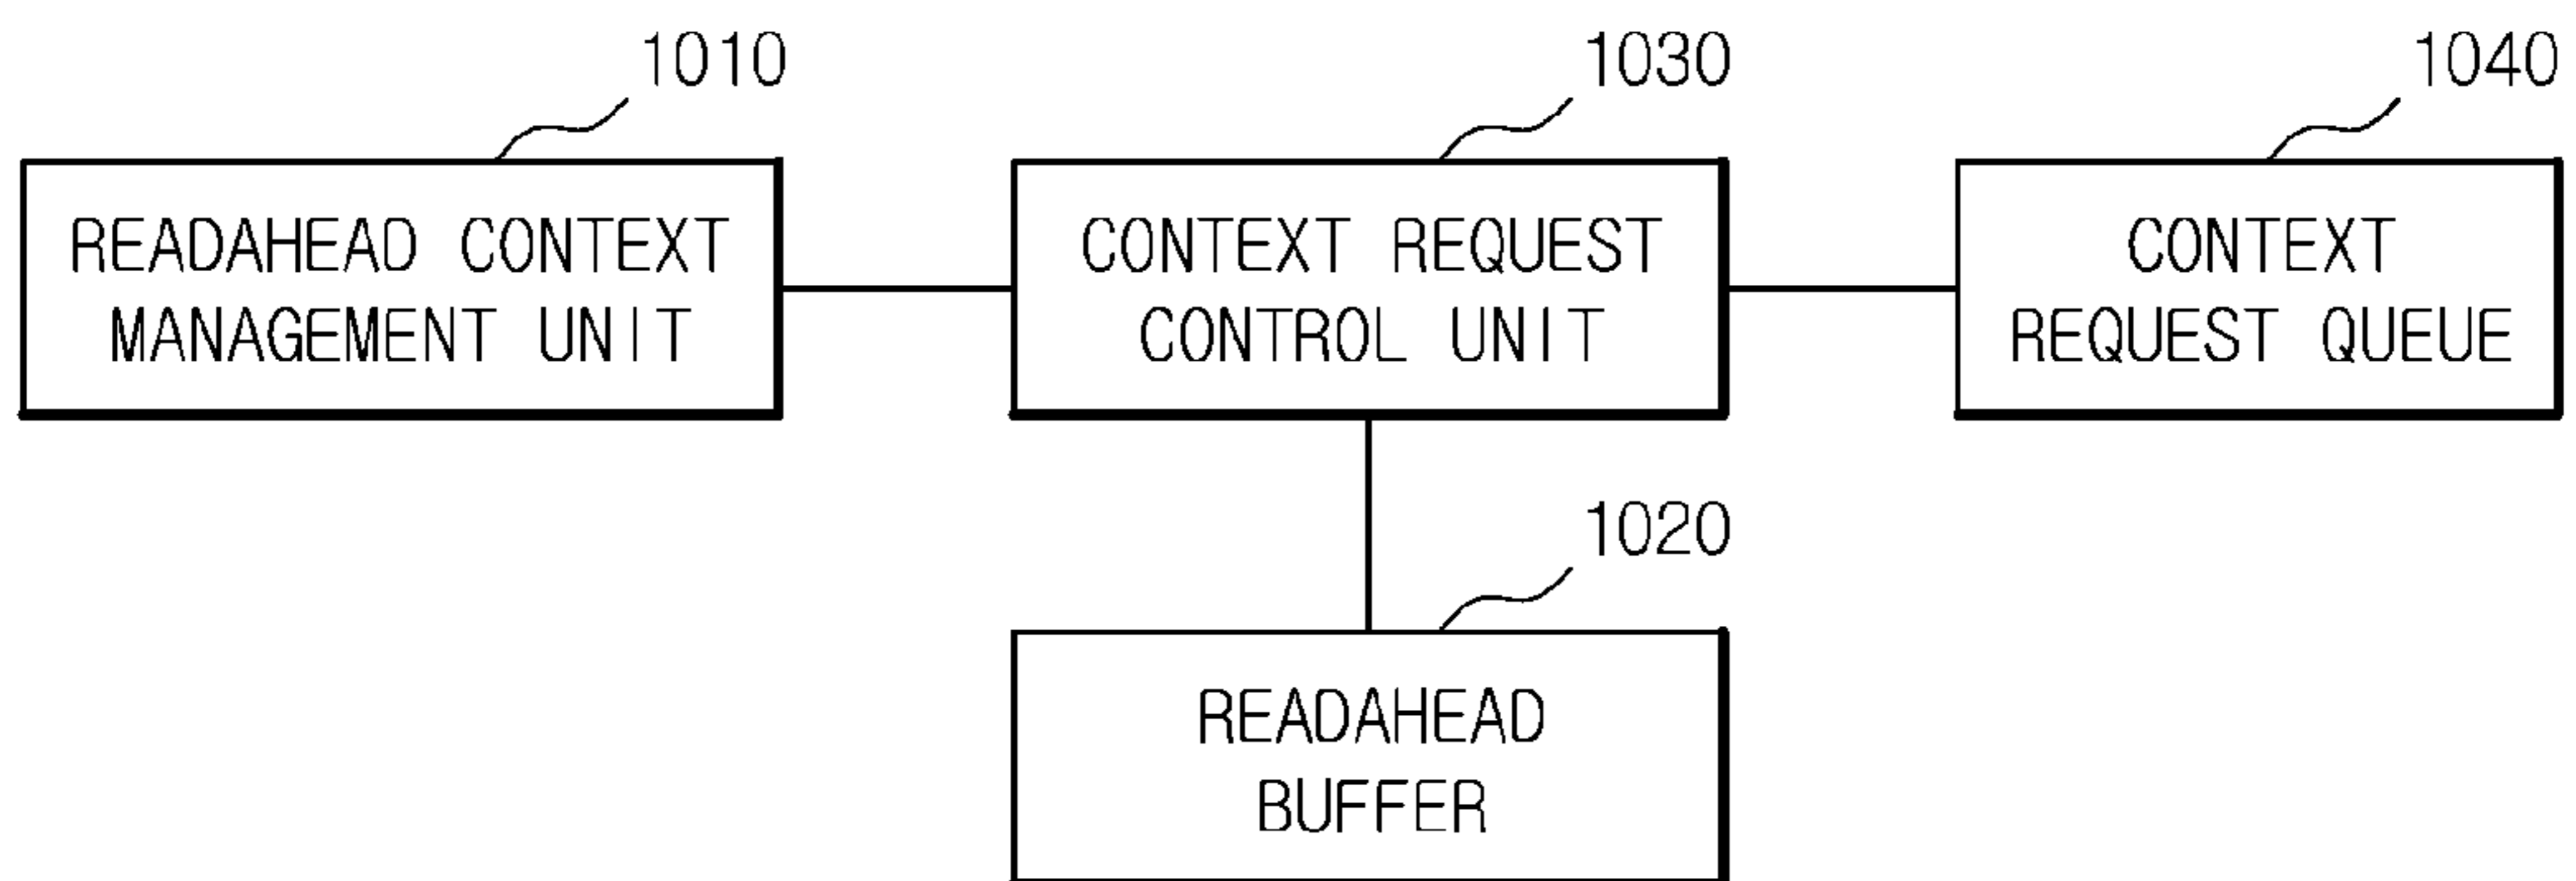 1010
1030
1040
READAHEAD CONTEXT
MANAGEMENT UNIT
CONTEXT REQUEST
CONTROL UNIT
CONTEXT
REQUEST QUEUE
1020
READAHEAD
BUFFER